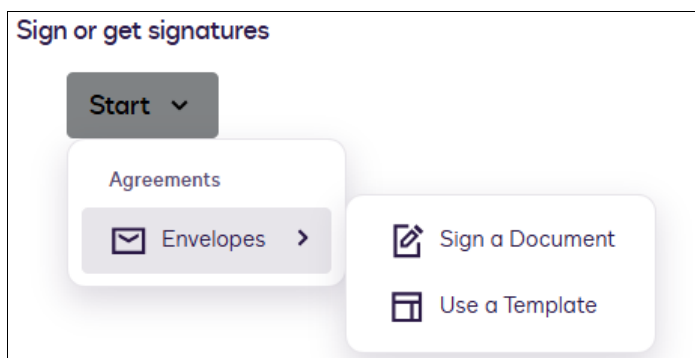 Sign or get signatures
Start
Agreements
Envelopes
Sign a Document
Use a Template